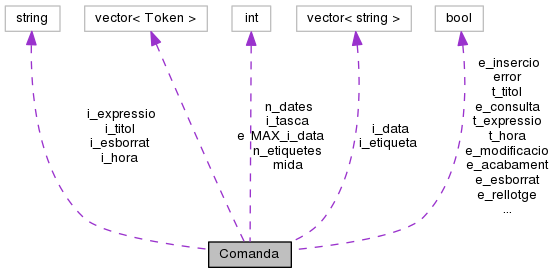 string
vector< Token >
int
vector< string >
bool
i_expressio
i_titol
i_esborrat
i_hora
n_dates
i_tasca
e MAX_i_data
n_etiquetes
mida
i_data
i_etiqueta
e_insercio
error
t_titol
e_consulta
t_expressio
t_hora
e_modificacio
e_acabament
e_esborrat
e_rellotge
...
Comanda